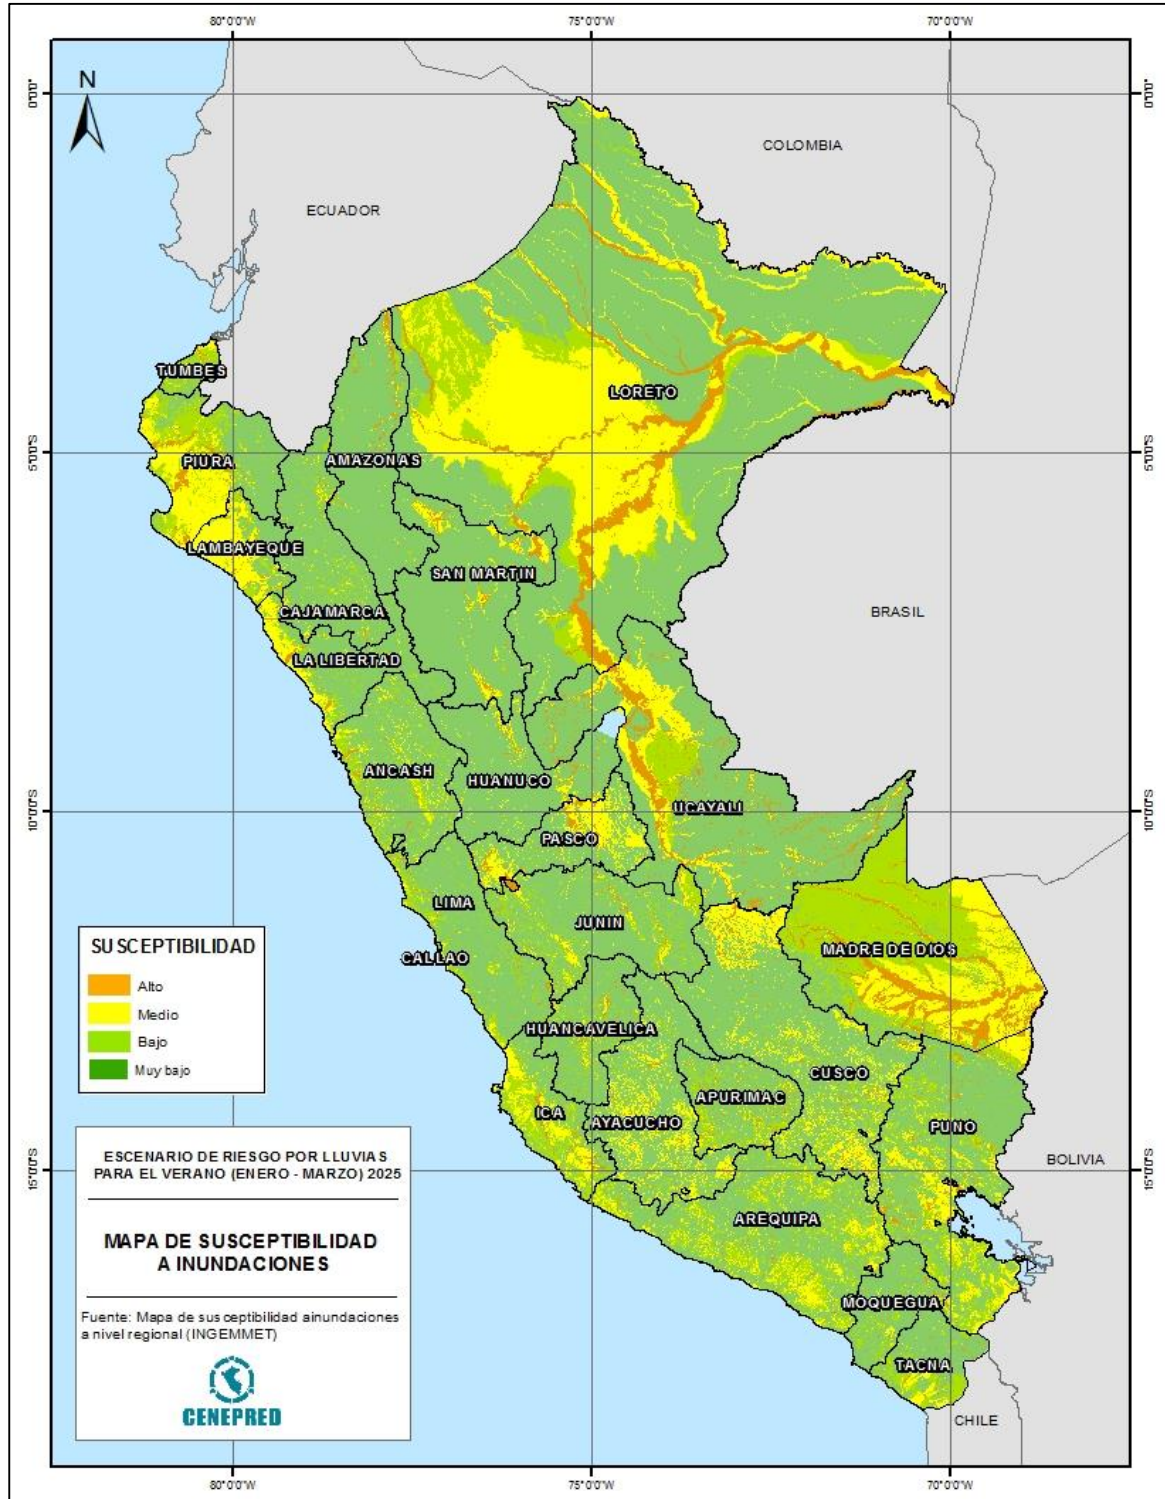 80°0'0"W 75°0'0"W 70°0'0"W
N
0°0'0" 0°0'0"
COLOMBIA
ECUADOR
TUMBES
LORETO
5°0'0"S PIURA AMAZONAS 5°0'0"S
LAMBAYEQUE
SAN MARTIN
CAJAMARCA
BRASIL
LA LIBERTAD
ANCASH
HUANUCO
10°0'0"S UCAYALI 10°0'0"S
PASCO
LIMA
JUNIN
MADRE DE DIOS
CALLAO
HUANCAVELICA
CUSCO
APURIMAC
ICA
AYACUCHO
PUNO
BOLIVIA
15°0'0"S 15°0'0"S
AREQUIPA
MOQUEGUA
TACNA
CHILE
SUSCEPTIBILIDAD
Alto
Medio
Bajo
Muy bajo
ESCENARIO DE RIESGO POR LLUVIAS
PARA EL VERANO (ENERO - MARZO) 2025
MAPA DE SUSCEPTIBILIDAD
A INUNDACIONES
Fuente: Mapa de susceptibilidad ainundaciones
a nivel regional (INGEMMET)
CENEPRED
80°0'0"W 75°0'0"W 70°0'0"W